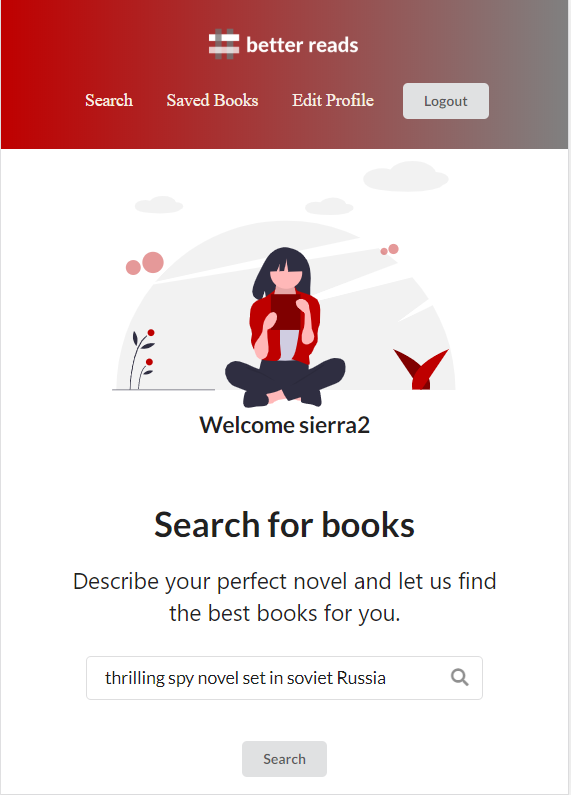 better reads
Search Saved Books Edit Profile Logout
Welcome sierra2
Search for books
Describe your perfect novel and let us find
the best books for you.
thrilling spy novel set in soviet Russia
Search